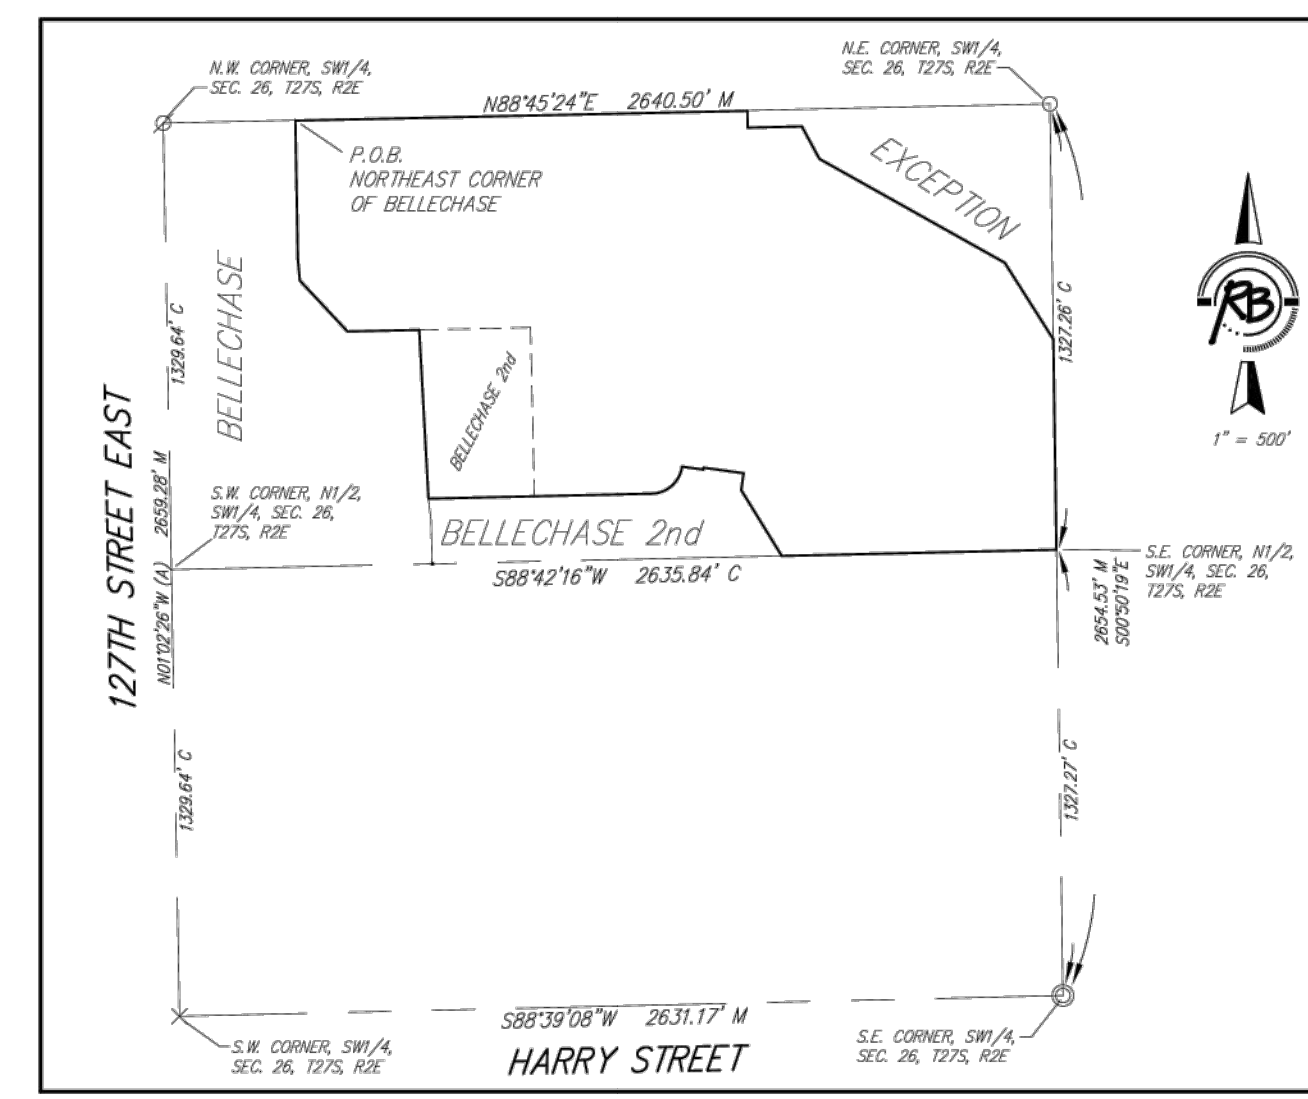 N.W. CORNER, SW1/4,
SEC. 26, T27S, R2E
N.E. CORNER, SW1/4,
SEC. 26, T27S, R2E
N88°45'24"E 2640.50' M
P.O.B.
NORTHEAST CORNER
OF BELLECHASE
EXCEPTION
BELLECHASE
1329.64' C
1327.26' C
RB
1" = 500'
BELLECHASE 2nd
127TH STREET EAST
N01°02'26"W (A) 2659.28' M
S.W. CORNER, N1/2,
SW1/4, SEC. 26,
T27S, R2E
BELLECHASE 2nd
S88°42'16"W 2635.84' C
S.E. CORNER, N1/2,
SW1/4, SEC. 26,
T27S, R2E
2654.53' M
S00°50'19"E
1329.64' C
1327.27' C
S88°39'08"W 2631.17' M
HARRY STREET
S.W. CORNER, SW1/4,
SEC. 26, T27S, R2E
S.E. CORNER, SW1/4,
SEC. 26, T27S, R2E